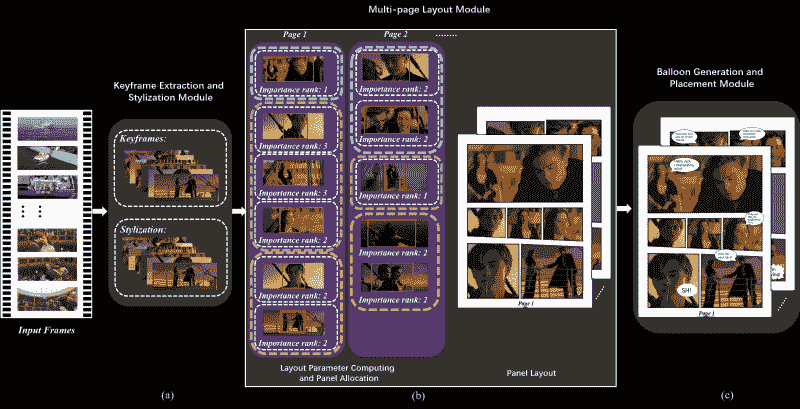 Multi-page Layout Module
Page 1
Page 2
........
Keyframe Extraction and
Stylization Module
Balloon Generation and
Placement Module
Keyframes:
Stylization:
Input Frames
Importance rank: 1
Importance rank: 3
Importance rank: 3
Importance rank: 2
Importance rank: 2
Importance rank: 2
Importance rank: 2
Importance rank: 2
Importance rank: 1
Importance rank: 2
Importance rank: 2
Page 1
Page 1
SH!
Layout Parameter Computing
and Panel Allocation
Panel Layout
(a)
(b)
(c)